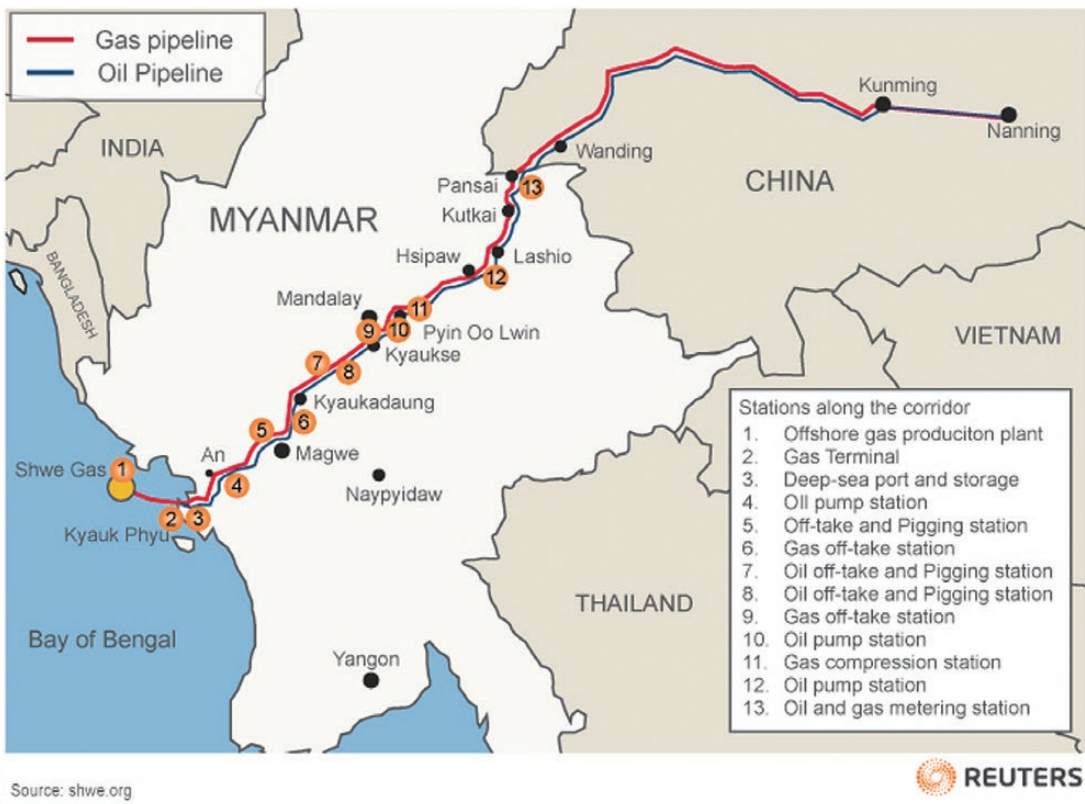 Gas pipeline
Oil Pipeline
INDIA
BANGLADESH
MYANMAR
CHINA
VIETNAM
THAILAND
Kunming
Nanning
Wanding
Pansai
13
Kutkai
Hsipaw
Lashio
12
Mandalay
11
9
10
Pyin Oo Lwin
Kyaukse
7
8
Kyaukadaung
5
6
Magwe
An
4
Naypyidaw
Shwe Gas
1
2
3
Kyauk Phyu
Bay of Bengal
Yangon
Stations along the corridor
1. Offshore gas produciton plant
2. Gas Terminal
3. Deep-sea port and storage
4. OIl pump station
5. Off-take and Pigging station
6. Gas off-take station
7. Oil off-take and Pigging station
8. Oil off-take and Pigging station
9. Gas off-take station
10. Oil pump station
11. Gas compression station
12. Oil pump station
13. Oil and gas metering station
Source: shwe.org
REUTERS